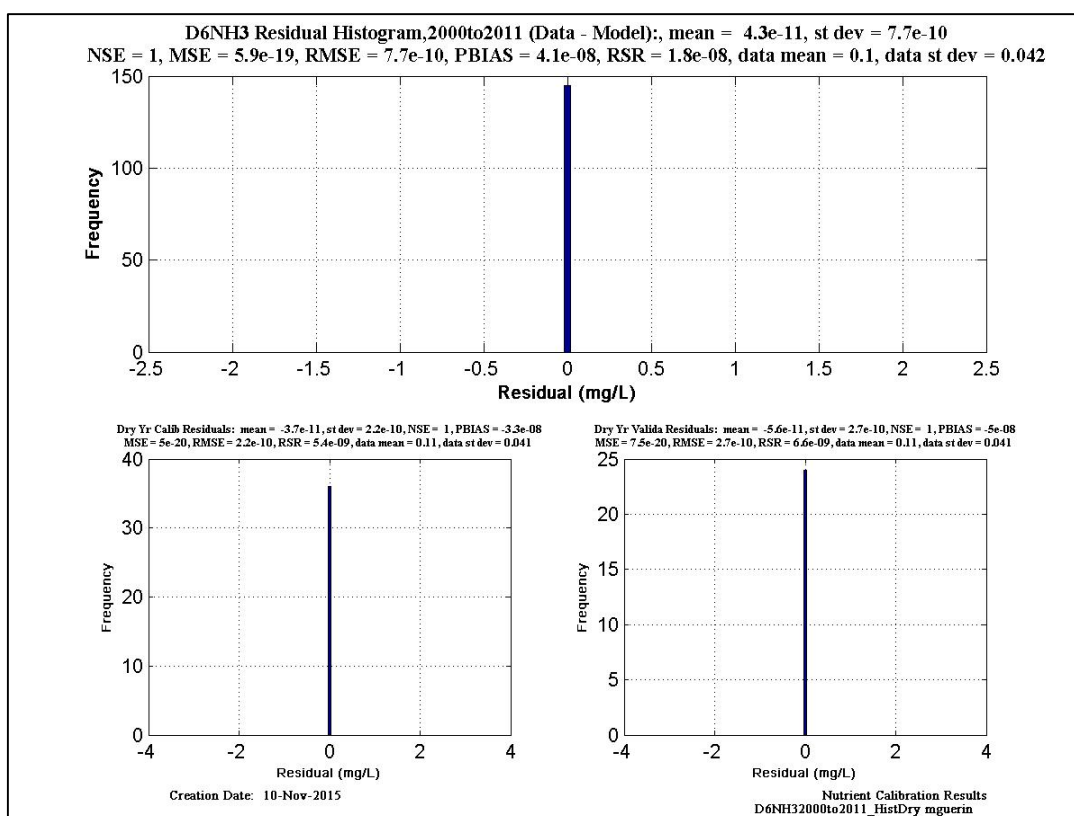 D6NH3 Residual Histogram,2000to2011 (Data - Model):, mean = 4.3e-11, st dev = 7.7e-10
NSE = 1, MSE = 5.9e-19, RMSE = 7.7e-10, PBIAS = 4.1e-08, RSR = 1.8e-08, data mean = 0.1, data st dev = 0.042
150
100
50
0
Frequency
-2.5 -2 -1.5 -1 -0.5 0 0.5 1 1.5 2 2.5
Residual (mg/L)
Dry Yr Calib Residuals: mean = -3.7e-11, st dev = 2.2e-10, NSE = 1, PBIAS = -3.3e-08
MSE = 5e-20, RMSE = 2.2e-10, RSR = 5.4e-09, data mean = 0.11, data st dev = 0.041
40
30
20
10
0
Frequency
-4 -2 0 2 4
Residual (mg/L)
Dry Yr Valida Residuals: mean = -5.6e-11, st dev = 2.7e-10, NSE = 1, PBIAS = -5e-08
MSE = 7.5e-20, RMSE = 2.7e-10, RSR = 6.6e-09, data mean = 0.11, data st dev = 0.041
25
20
15
10
5
0
Frequency
-4 -2 0 2 4
Residual (mg/L)
Creation Date: 10-Nov-2015
Nutrient Calibration Results
D6NH32000to2011_HistDry mguerin